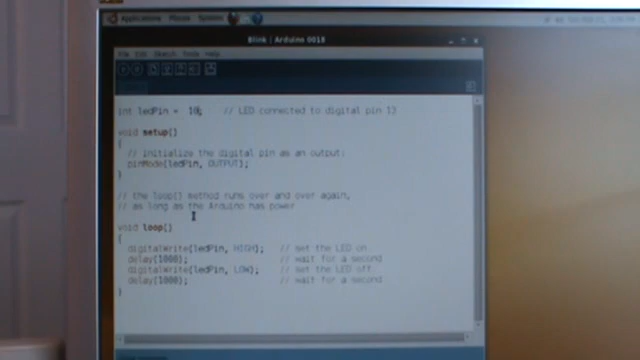 Applications Places System
Blink | Arduino 0018
File Edit Sketch Tools Help
int ledPin = 10; // LED connected to digital pin 13
void setup()
{
// initialize the digital pin as an output:
pinMode(ledPin, OUTPUT);
}
// the loop() method runs over and over again,
// as long as the Arduino has power
void loop()
{
digitalWrite(ledPin, HIGH); // set the LED on
delay(1000); // wait for a second
digitalWrite(ledPin, LOW); // set the LED off
delay(1000); // wait for a second
}